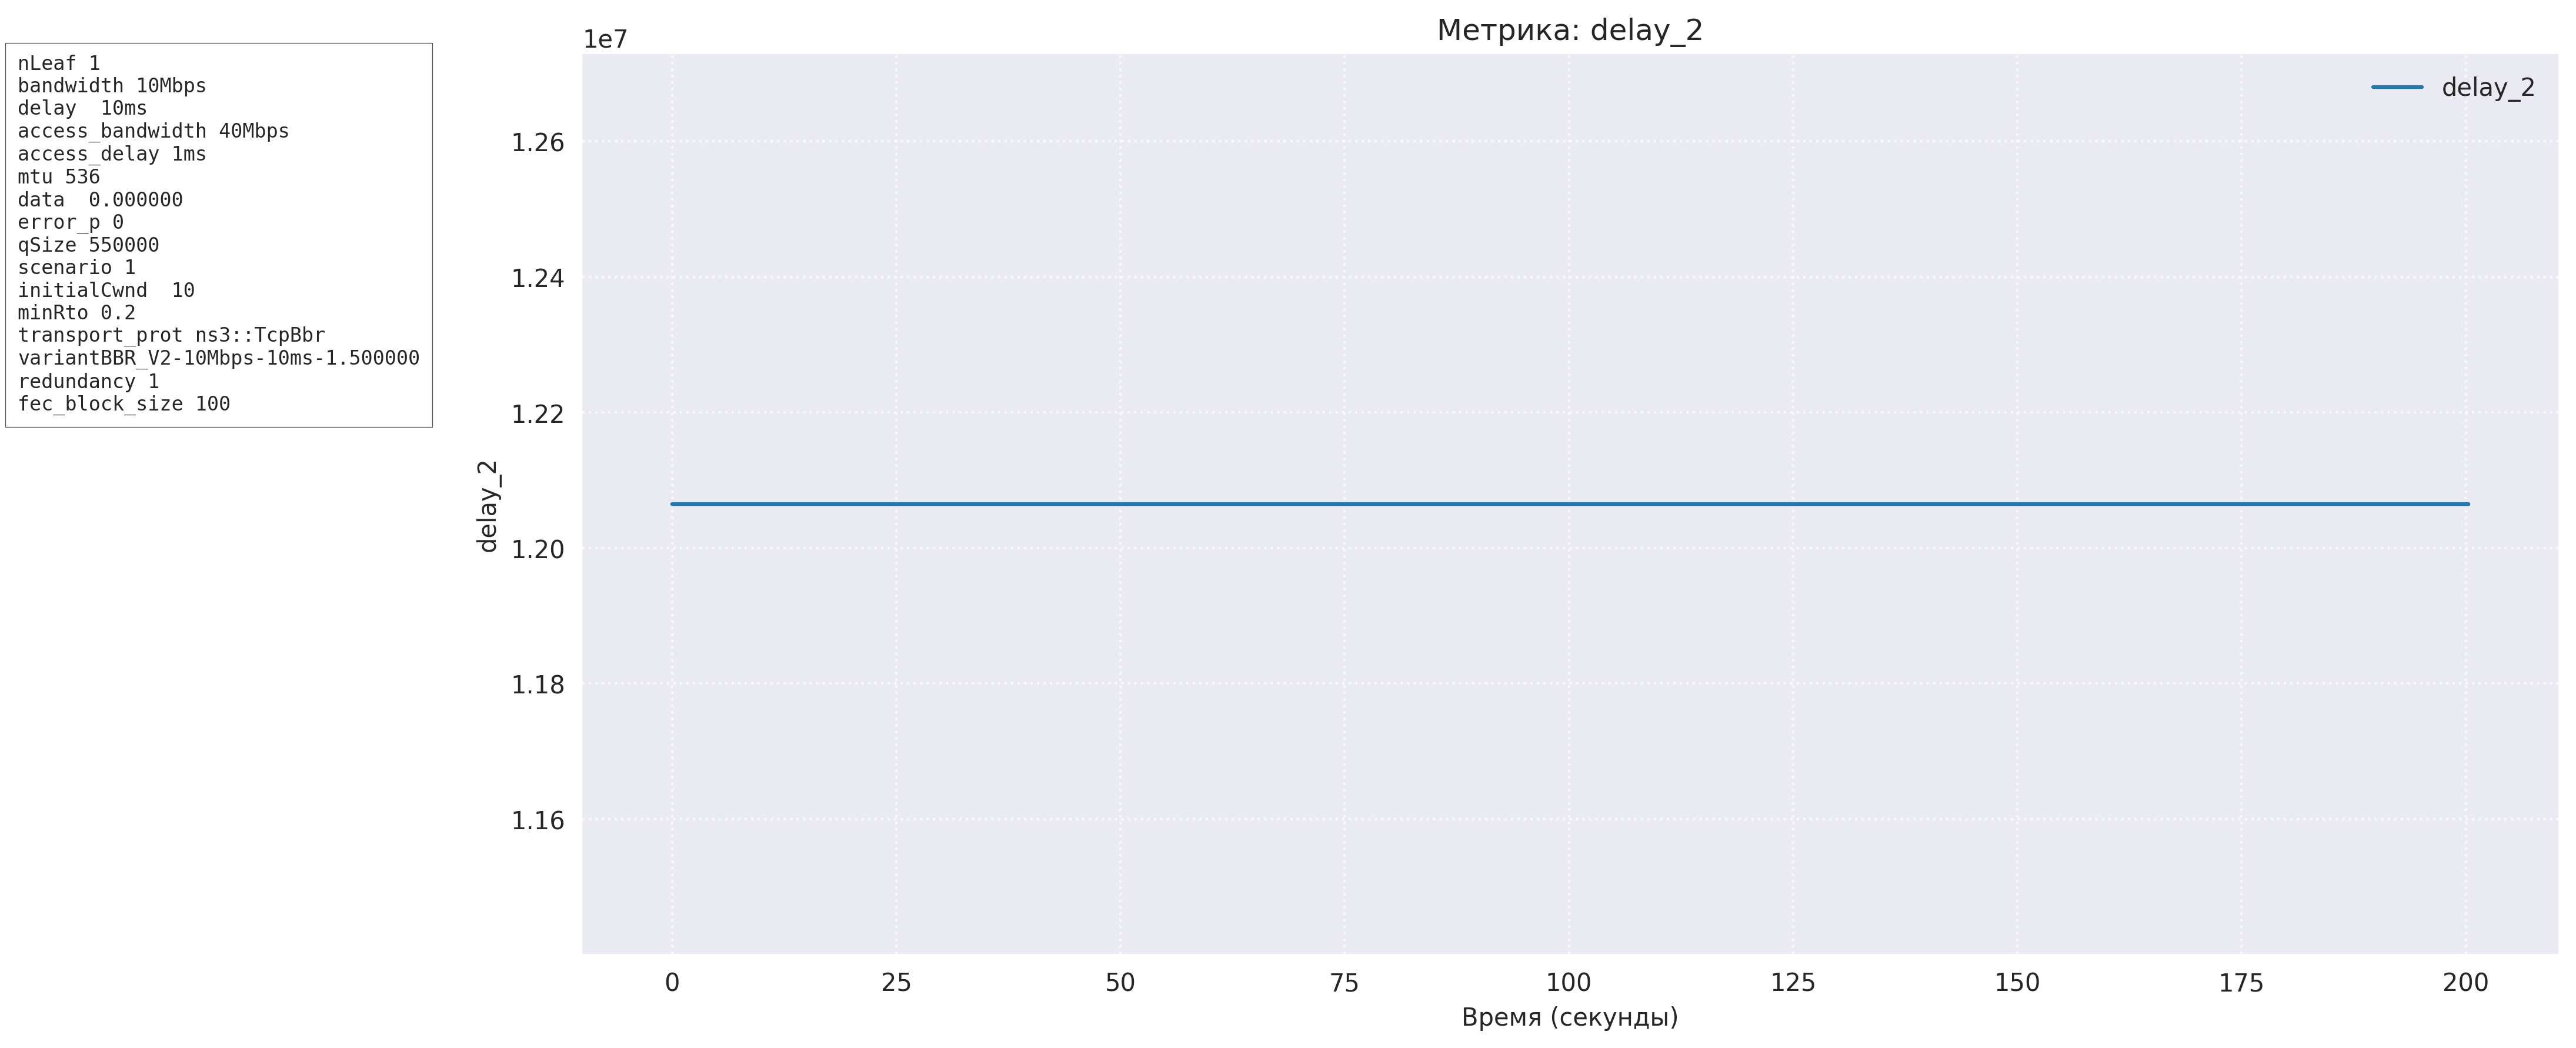 nLeaf 1
bandwidth 10Mbps
delay  10ms
access_bandwidth 40Mbps
access_delay 1ms
mtu 536
data  0.000000
error_p 0
qSize 550000
scenario 1
initialCwnd  10
minRto 0.2
transport_prot ns3::TcpBbr
variantBBR_V2-10Mbps-10ms-1.500000
redundancy 1
fec_block_size 100
Метрика: delay_2
1e7
delay_2
1.26
1.24
1.22
1.20
1.18
1.16
delay_2
0 25 50 75 100 125 150 175 200
Время (секунды)